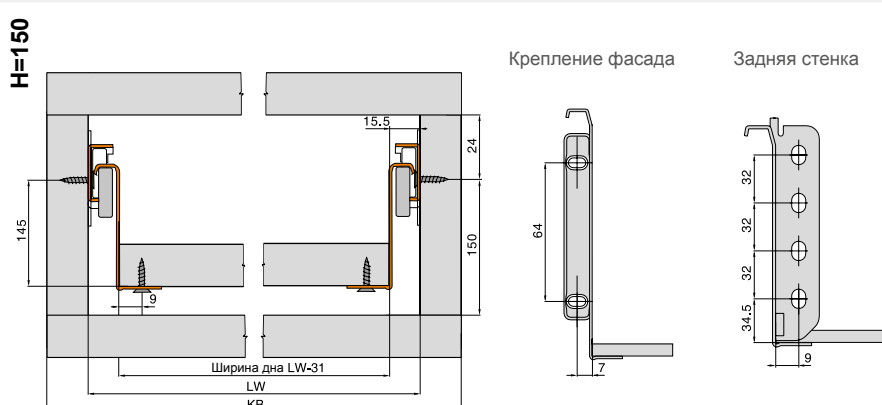 H=150
Крепление фасада
Задняя стенка
15.5
24
145
150
9
Ширина дна LW-31
LW
KB
64
7
32
32
32
34.5
9